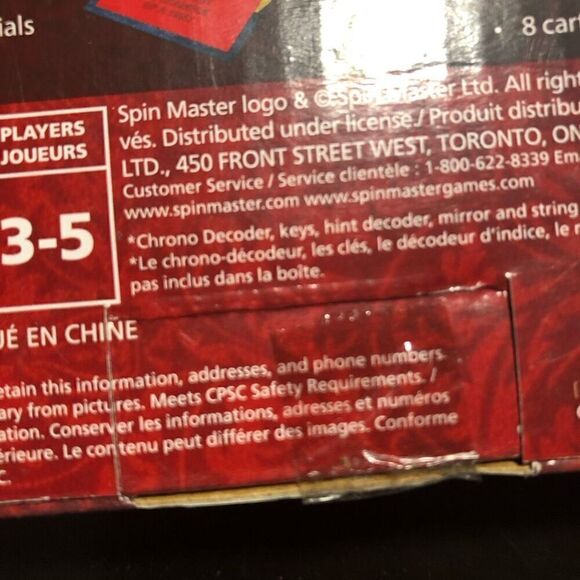 ials
8 car
PLAYERS
JOUEURS
3-5
Spin Master logo & © Spin Master Ltd. All righ
vés. Distributed under license / Produit distribu
LTD., 450 FRONT STREET WEST, TORONTO, ON
Customer Service / Service clientèle : 1-800-622-8339 Em
www.spinmaster.com www.spinmastergames.com
*Chrono Decoder, keys, hint decoder, mirror and string
*Le chrono-décodeur, les clés, le décodeur d'indice, le
pas inclus dans la boîte.
UÉ EN CHINE
etain this information, addresses, and phone numbers
ary from pictures. Meets CPSC Safety Requirements. /
ation. Conserver les informations, adresses et numéros
érieure. Le contenu peut différer des images. Conforme
C.